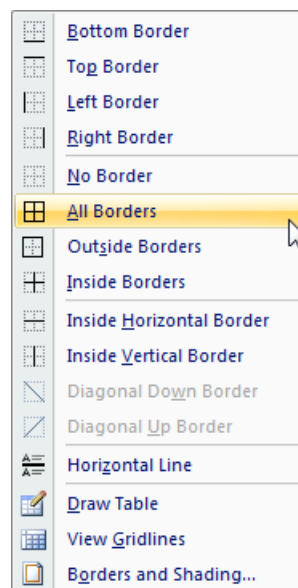 Bottom Border
Top Border
Left Border
Right Border
No Border
All Borders
Outside Borders
Inside Borders
Inside Horizontal Border
Inside Vertical Border
Diagonal Down Border
Diagonal Up Border
Horizontal Line
Draw Table
View Gridlines
Borders and Shading...